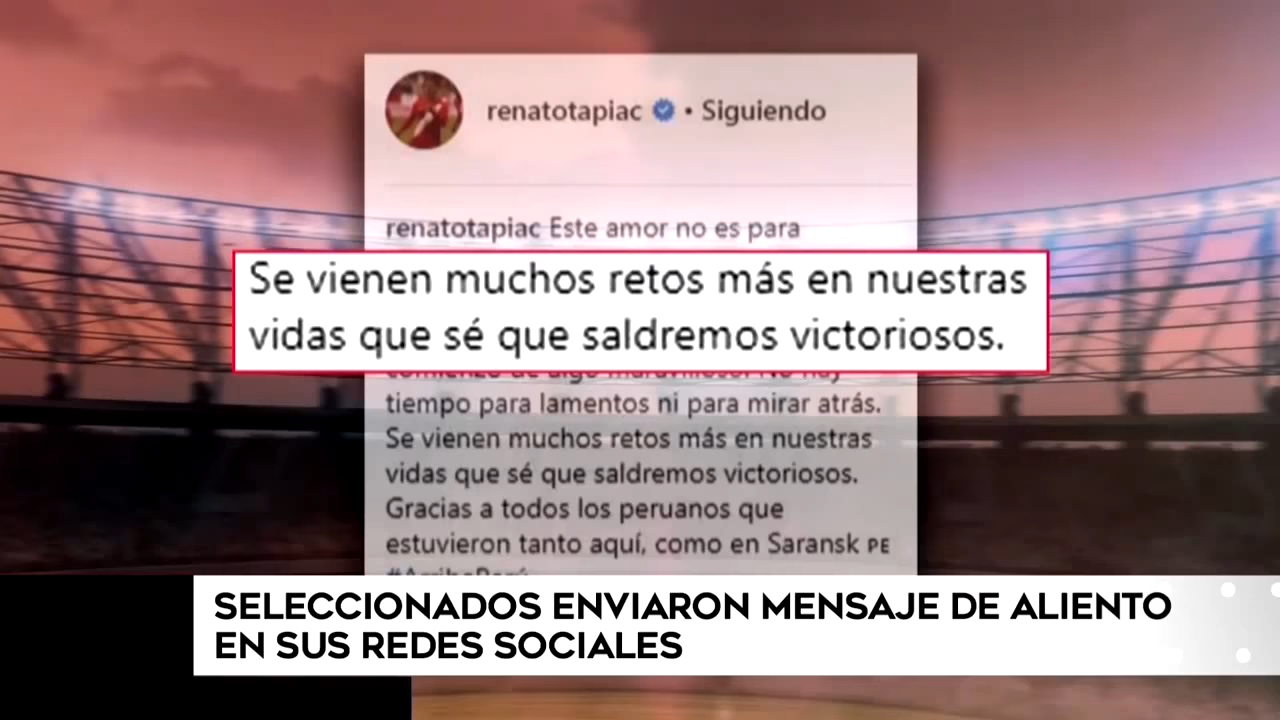 renatotapiac • Siguiendo
renatotapiac Este amor no es para
Se vienen muchos retos más en nuestras
vidas que sé que saldremos victoriosos.
tiempo para lamentos ni para mirar atrás.
Se vienen muchos retos más en nuestras
vidas que sé que saldremos victoriosos.
Gracias a todos los peruanos que
estuvieron tanto aquí, como en Saransk PE
SELECCIONADOS ENVIARON MENSAJE DE ALIENTO
EN SUS REDES SOCIALES